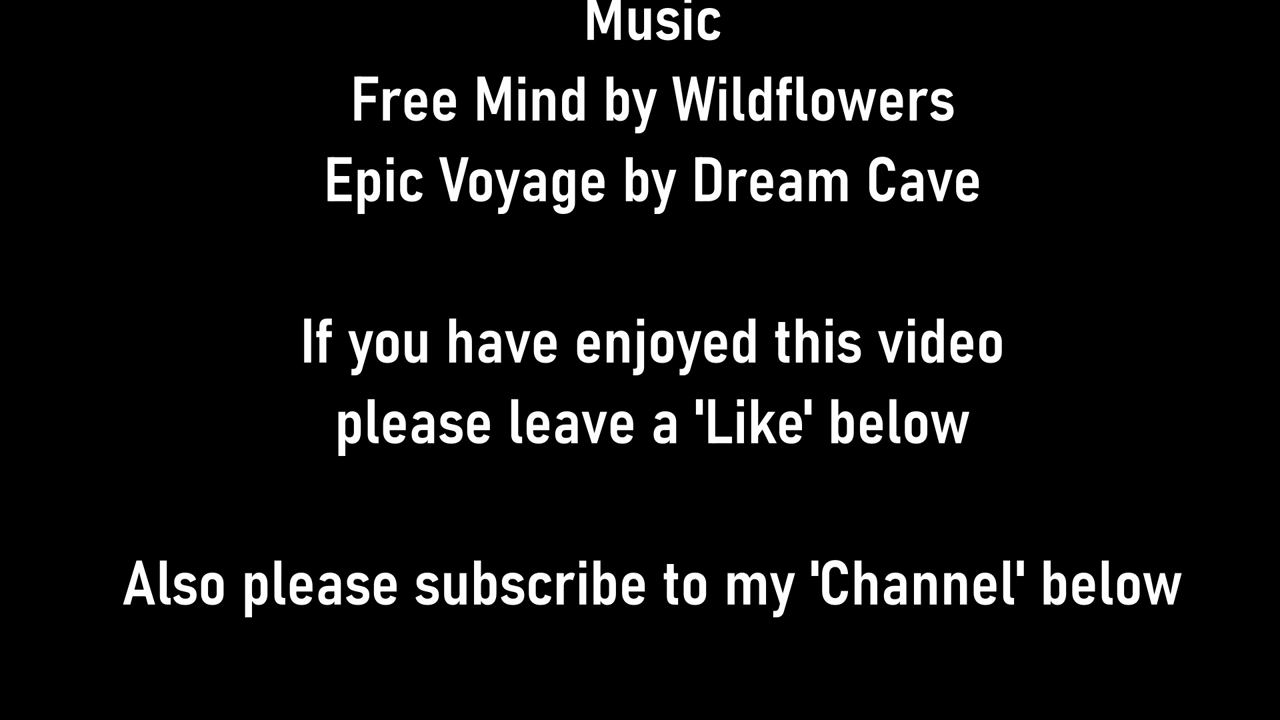 Music
Free Mind by Wildflowers
Epic Voyage by Dream Cave
If you have enjoyed this video
please leave a 'Like' below
Also please subscribe to my 'Channel' below